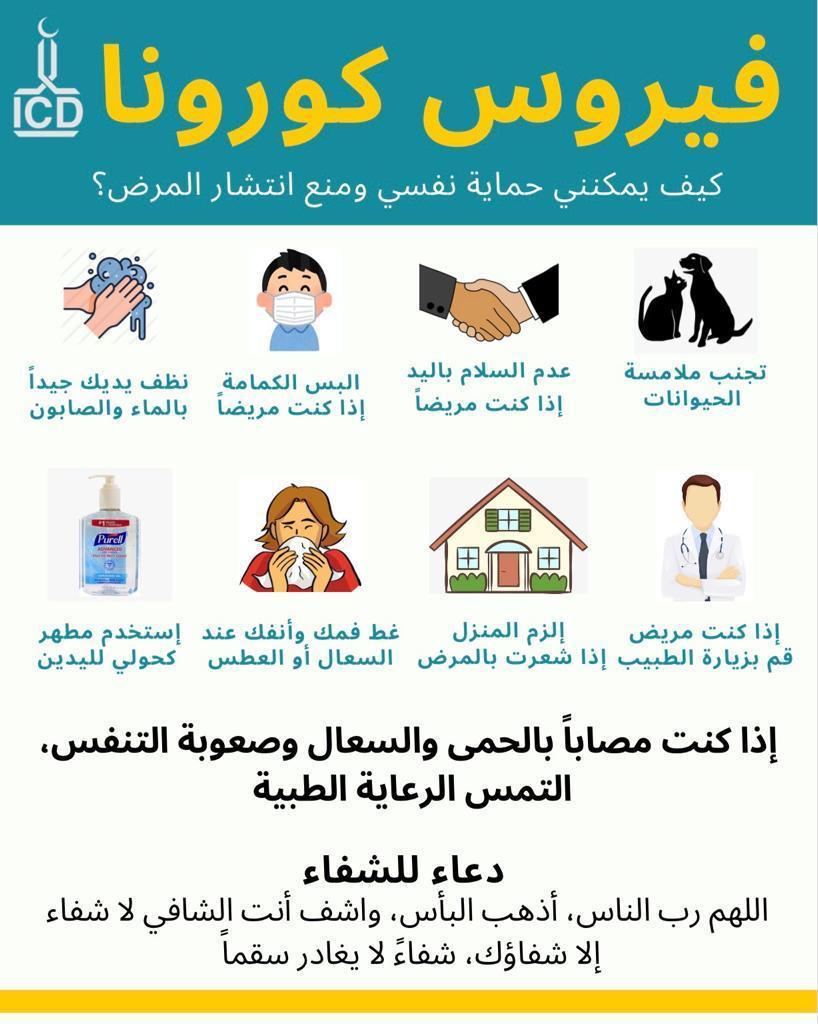 ICD
فيروس كورونا
كيف يمكنني حماية نفسي ومنع انتشار المرض؟
تجنب ملامسة
الحيوانات
عدم السلام باليد
إذا كنت مريضاً
البس الكمامة
إذا كنت مريضاً
نظف يديك جيداً
بالماء والصابون
#1
Purell
ADVANCED
إذا كنت مريض
قم بزيارة الطبيب
إلزم المنزل
إذا شعرت بالمرض
غط فمك وأنفك عند
السعال أو العطس
إستخدم مطهر
كحولي لليدين
إذا كنت مصاباً بالحمى والسعال وصعوبة التنفس،
التمس الرعاية الطبية
دعاء للشفاء
اللهم رب الناس، أذهب البأس، واشف أنت الشافي لا شفاء
إلا شفاؤك، شفاءً لا يغادر سقماً